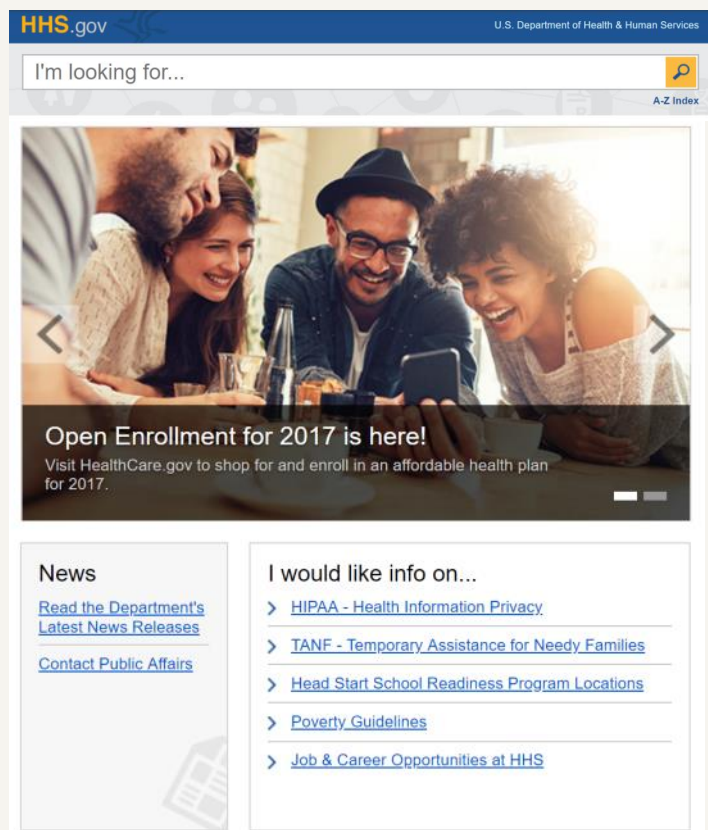 HHS.gov
U.S. Department of Health & Human Services
I'm looking for...
A-Z Index
Open Enrollment for 2017 is here!
Visit HealthCare.gov to shop for and enroll in an affordable health plan
for 2017.
News
Read the Department's
Latest News Releases
Contact Public Affairs
I would like info on...
HIPAA - Health Information Privacy
TANF - Temporary Assistance for Needy Families
Head Start School Readiness Program Locations
Poverty Guidelines
Job & Career Opportunities at HHS